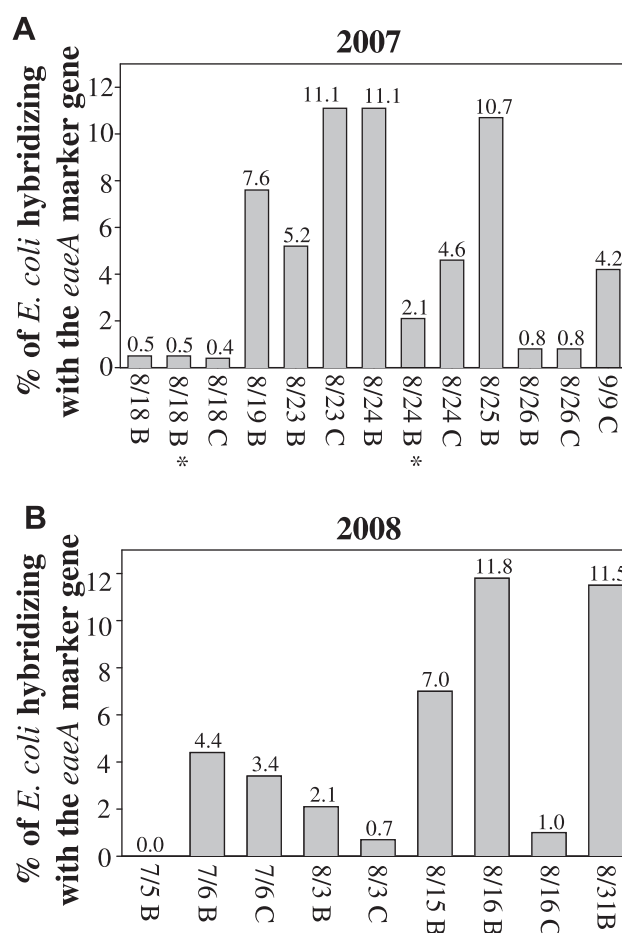 A
2007
% of E. coli hybridizing
with the eaeA marker gene
12
10
8
6
4
2
0
0.5
0.5
0.4
7.6
5.2
11.1
11.1
2.1
4.6
10.7
0.8
0.8
4.2
8/18 B
8/18 B *
8/18 C
8/19 B
8/23 B
8/23 C
8/24 B
8/24 B *
8/24 C
8/25 B
8/26 B
8/26 C
9/9 C
B
2008
% of E. coli hybridizing
with the eaeA marker gene
12
10
8
6
4
2
0
0.0
4.4
3.4
2.1
0.7
7.0
11.8
1.0
11.5
7/5 B
7/6 B
7/6 C
8/3 B
8/3 C
8/15 B
8/16 B
8/16 C
8/31B